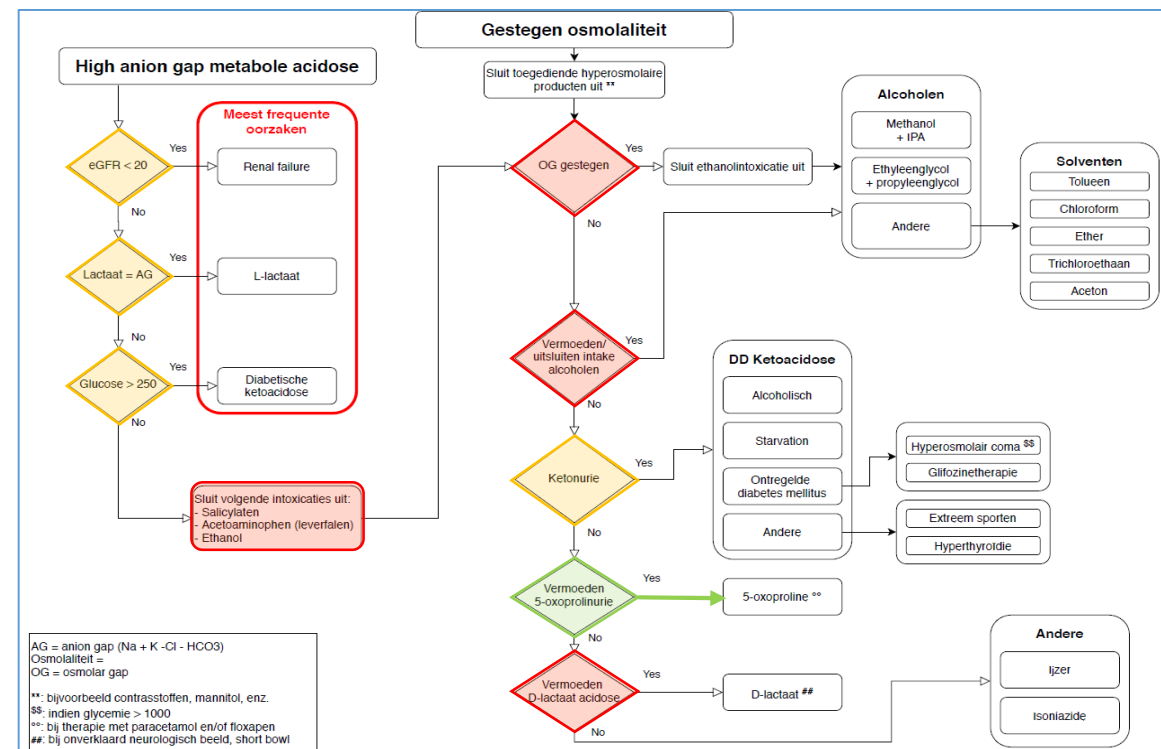 Gestegen osmolaliteit
High anion gap metabole acidose
Sluit toegediende hyperosmolaire
producten uit **
Meest frequente
oorzaken
eGFR < 20
Yes
Renal failure
No
Lactaat = AG
Yes
L-lactaat
No
Glucose > 250
Yes
Diabetische
ketoacidose
No
Sluit volgende intoxicaties uit:
- Salicylaten
- Acetoaminophen (leverfalen)
- Ethanol
OG gestegen
Yes
Sluit ethanolintoxicatie uit
No
Alcoholen
Methanol
+ IPA
Ethyleenglycol
+ propyleenglycol
Andere
Solventen
Tolueen
Chloroform
Ether
Trichloroethaan
Aceton
Vermoeden/
uitsluiten intake
alcoholen
Yes
No
DD Ketoacidose
Alcoholisch
Starvation
Ontregelde
diabetes mellitus
Andere
Hyperosmolair coma $$
Glifozinetherapie
Extreem sporten
Hyperthyroïdie
Ketonurie
Yes
No
Vermoeden
5-oxoprolinurie
Yes
5-oxoproline °°
No
Vermoeden
D-lactaat acidose
Yes
D-lactaat ##
No
Andere
Ijzer
Isoniazide
AG = anion gap (Na + K -Cl - HCO3)
Osmolaliteit =
OG = osmolar gap
**: bijvoorbeeld contrasstoffen, mannitol, enz.
$$: indien glycemie > 1000
°°: bij therapie met paracetamol en/of floxapen
##: bij onverklaard neurologisch beeld, short bowl